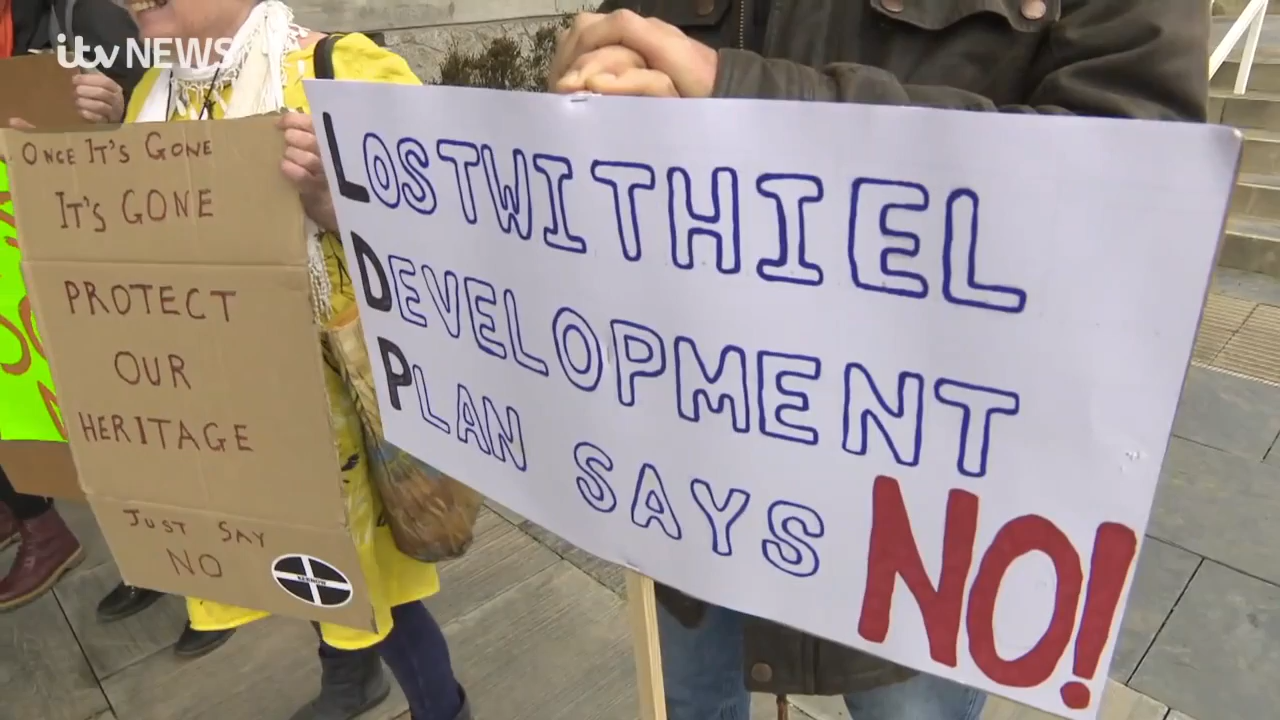 itv NEWS
ONCE IT'S GONE
IT'S GONE
PROTECT
OUR
HERITAGE
JUST SAY
NO
KERNOW
LOSTWITHIEL
DEVELOPMENT
PLAN SAYS NO!